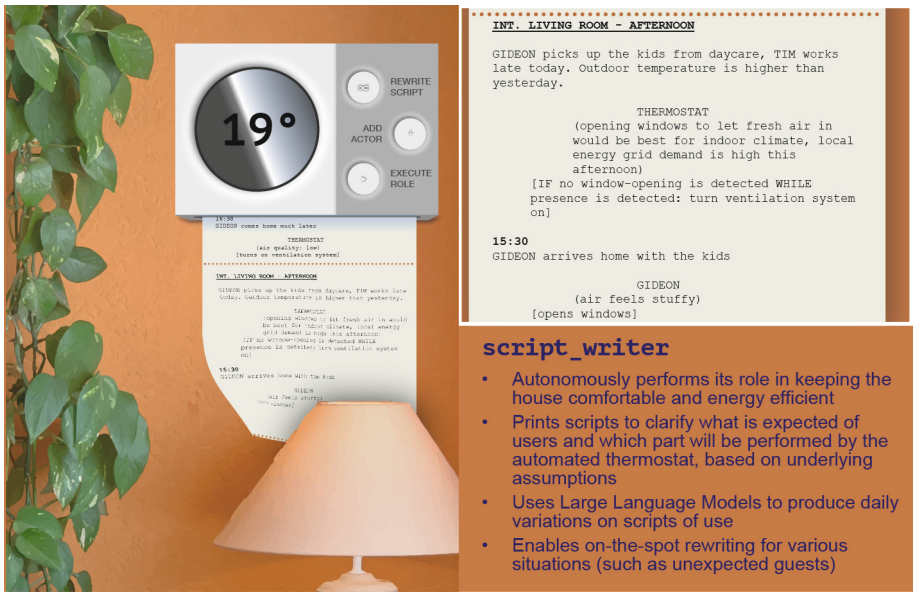 19°
REWRITE
SCRIPT
ADD
ACTOR
EXECUTE
ROLE
16:30
GIDEON comes home much later
THERMOSTAT
(air quality: low)
[turns on ventilation system]
INT. LIVING ROOM - AFTERNOON
GIDEON picks up the kids from daycare, TIM works late
today. Outdoor temperature is higher than yesterday.
THERMOSTAT
(opening windows to let fresh air in would
be best for indoor climate, local energy
grid demand is high this afternoon)
[IF no window-opening is detected WHILE
presence is detected: turn ventilation system
on]
15:30
GIDEON arrives home with the kids
GIDEON
(air feels stuffy)
windows]
INT. LIVING ROOM - AFTERNOON
GIDEON picks up the kids from daycare, TIM works
late today. Outdoor temperature is higher than
yesterday.
THERMOSTAT
(opening windows to let fresh air in
would be best for indoor climate, local
energy grid demand is high this
afternoon)
[IF no window-opening is detected WHILE
presence is detected: turn ventilation system
on]
15:30
GIDEON arrives home with the kids
GIDEON
(air feels stuffy)
[opens windows]
script_writer
• Autonomously performs its role in keeping the
house comfortable and energy efficient
• Prints scripts to clarify what is expected of
users and which part will be performed by the
automated thermostat, based on underlying
assumptions
• Uses Large Language Models to produce daily
variations on scripts of use
• Enables on-the-spot rewriting for various
situations (such as unexpected guests)